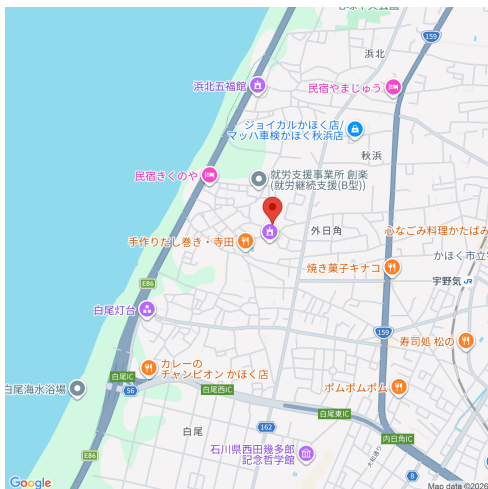 159
浜北
浜北五福館
民宿やまじゅう
ジョイカルかほく店/
マッハ車検かほく秋浜店
秋浜
民宿きくのや
就労支援事業所 創楽
(就労継続支援(B型))
外日角
心なごみ料理かたばみ
手作りだし巻き・寺田
かほく市立宇
焼き菓子キナコ
宇野気
JR
E86
白尾灯台
159
寿司処 松の
カレーの
チャンピオン かほく店
白尾IC
56
白尾西IC
白尾海水浴場
ポムポムポム
白尾東IC
162
白尾
内日角IC
大和通り
石川県西田幾多郎
記念哲学館
E86
8
Google
Map data ©2026